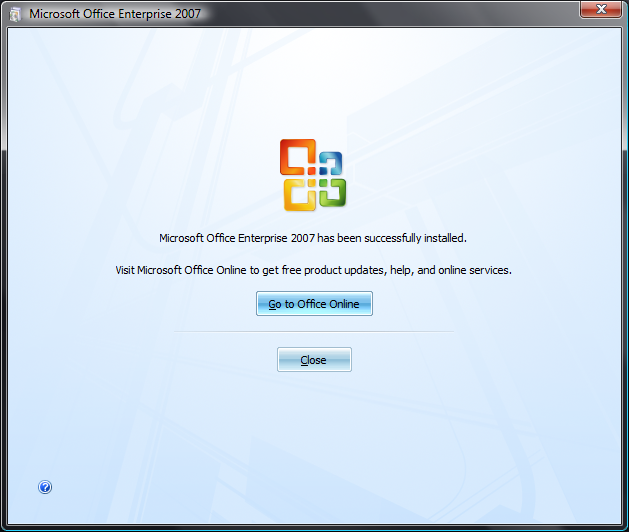 Microsoft Office Enterprise 2007
Microsoft Office Enterprise 2007 has been successfully installed.
Visit Microsoft Office Online to get free product updates, help, and online services.
Go to Office Online
Close